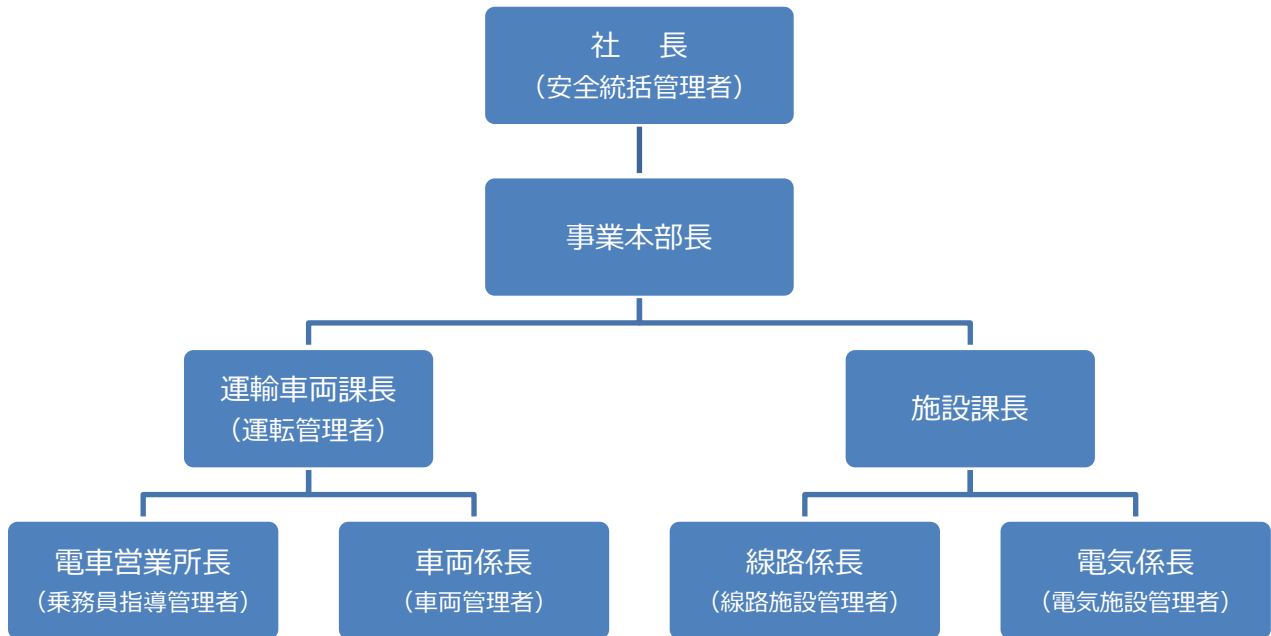 社　長
（安全統括管理者）
事業本部長
運輸車両課長
（運転管理者）
施設課長
電車営業所長
（乗務員指導管理者）
車両係長
（車両管理者）
線路係長
（線路施設管理者）
電気係長
（電気施設管理者）